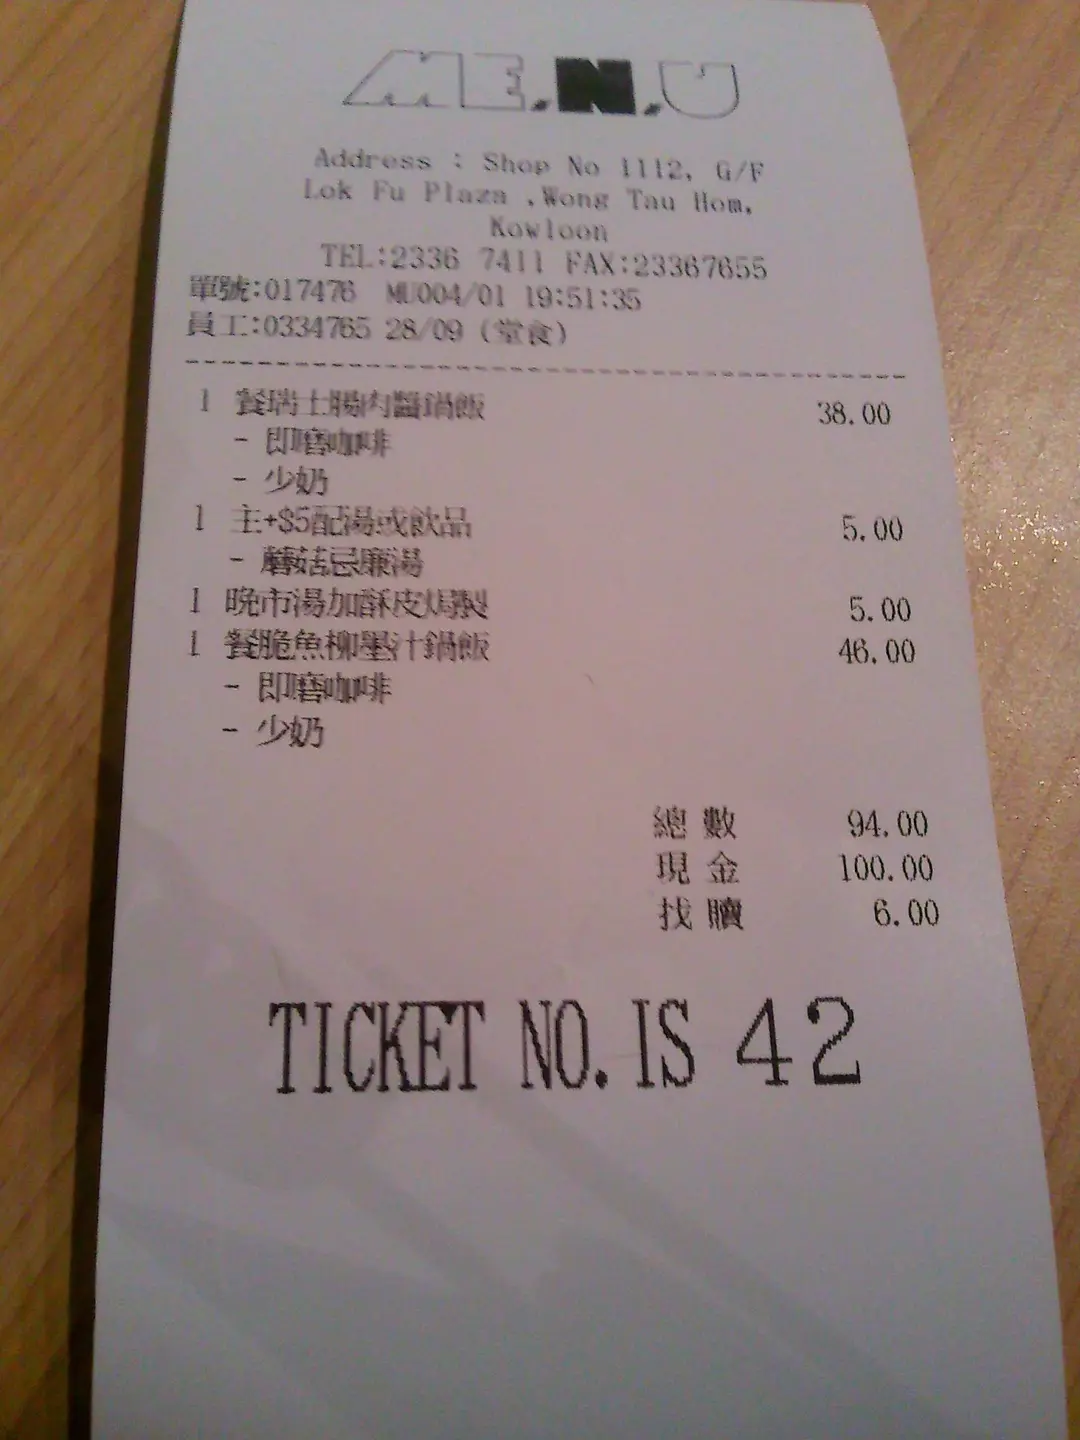 ME.N.U
Address : Shop No 1112, G/F
Lok Fu Plaza ,Wong Tau Hom,
Kowloon
TEL:2336 7411 FAX:23367655
單號:017476 MU004/01 19:51:35
員工:0334765 28/09 (堂食)
1 餐瑞士腸肉醬鍋飯 38.00
- 即磨咖啡
- 少奶
1 主+$5配湯或飲品 5.00
- 蘑菇忌廉湯
1 晚市湯加酥皮焗製 5.00
1 餐脆魚柳墨汁鍋飯 46.00
- 即磨咖啡
- 少奶
總 數 94.00
現 金 100.00
找 贖 6.00
TICKET NO. IS 42